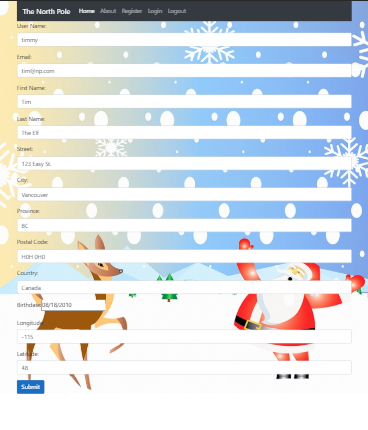 The North Pole Home About Register Login Logout
User Name:
timmy
Email:
tim@np.com
First Name:
Tim
Last Name:
The Elf
Street:
123 Easy St.
City:
Vancouver
Province:
BC
Postal Code:
H0H 0H0
Country:
Canada
Birthdate: 08/18/2010
Longitude:
-115
Latitude:
48
Submit